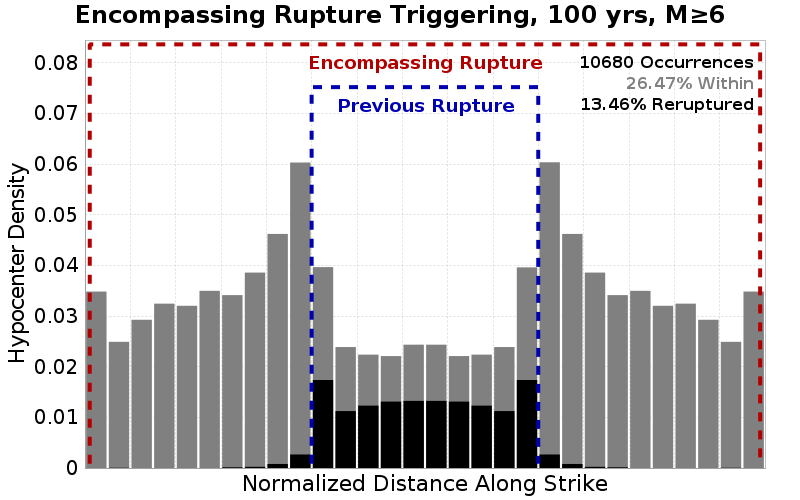 Encompassing Rupture Triggering, 100 yrs, M≥6
Encompassing Rupture
10680 Occurrences
26.47% Within
Previous Rupture
13.46% Reruptured
Hypocenter Density
0.08
0.07
0.06
0.05
0.04
0.03
0.02
0.01
0
Normalized Distance Along Strike